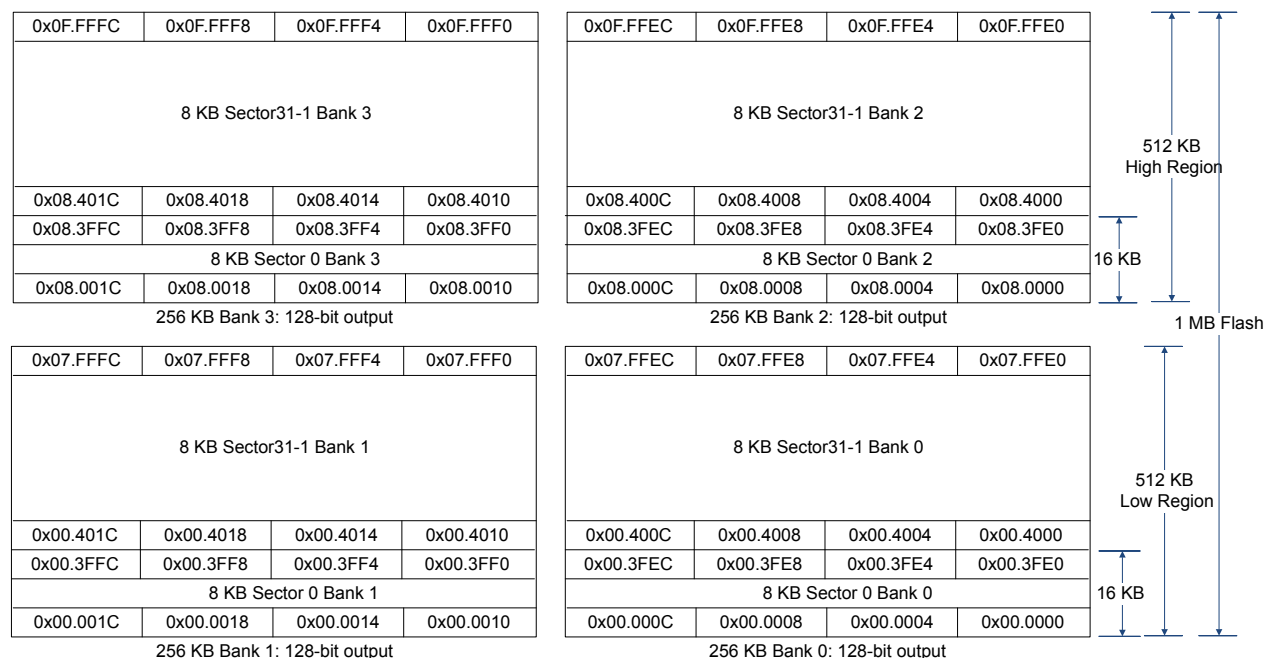 0x0F.FFFC 0x0F.FFF8 0x0F.FFF4 0x0F.FFF0 0x0F.FFEC 0x0F.FFE8 0x0F.FFE4 0x0F.FFE0
8 KB Sector31-1 Bank 3 8 KB Sector31-1 Bank 2
512 KB
High Region
0x08.401C 0x08.4018 0x08.4014 0x08.4010 0x08.400C 0x08.4008 0x08.4004 0x08.4000
0x08.3FFC 0x08.3FF8 0x08.3FF4 0x08.3FF0 0x08.3FEC 0x08.3FE8 0x08.3FE4 0x08.3FE0
8 KB Sector 0 Bank 3 8 KB Sector 0 Bank 2 16 KB
0x08.001C 0x08.0018 0x08.0014 0x08.0010 0x08.000C 0x08.0008 0x08.0004 0x08.0000
256 KB Bank 3: 128-bit output 256 KB Bank 2: 128-bit output
1 MB Flash
0x07.FFFC 0x07.FFF8 0x07.FFF4 0x07.FFF0 0x07.FFEC 0x07.FFE8 0x07.FFE4 0x07.FFE0
8 KB Sector31-1 Bank 1 8 KB Sector31-1 Bank 0
512 KB
Low Region
0x00.401C 0x00.4018 0x00.4014 0x00.4010 0x00.400C 0x00.4008 0x00.4004 0x00.4000
0x00.3FFC 0x00.3FF8 0x00.3FF4 0x00.3FF0 0x00.3FEC 0x00.3FE8 0x00.3FE4 0x00.3FE0
8 KB Sector 0 Bank 1 8 KB Sector 0 Bank 0 16 KB
0x00.001C 0x00.0018 0x00.0014 0x00.0010 0x00.000C 0x00.0008 0x00.0004 0x00.0000
256 KB Bank 1: 128-bit output 256 KB Bank 0: 128-bit output